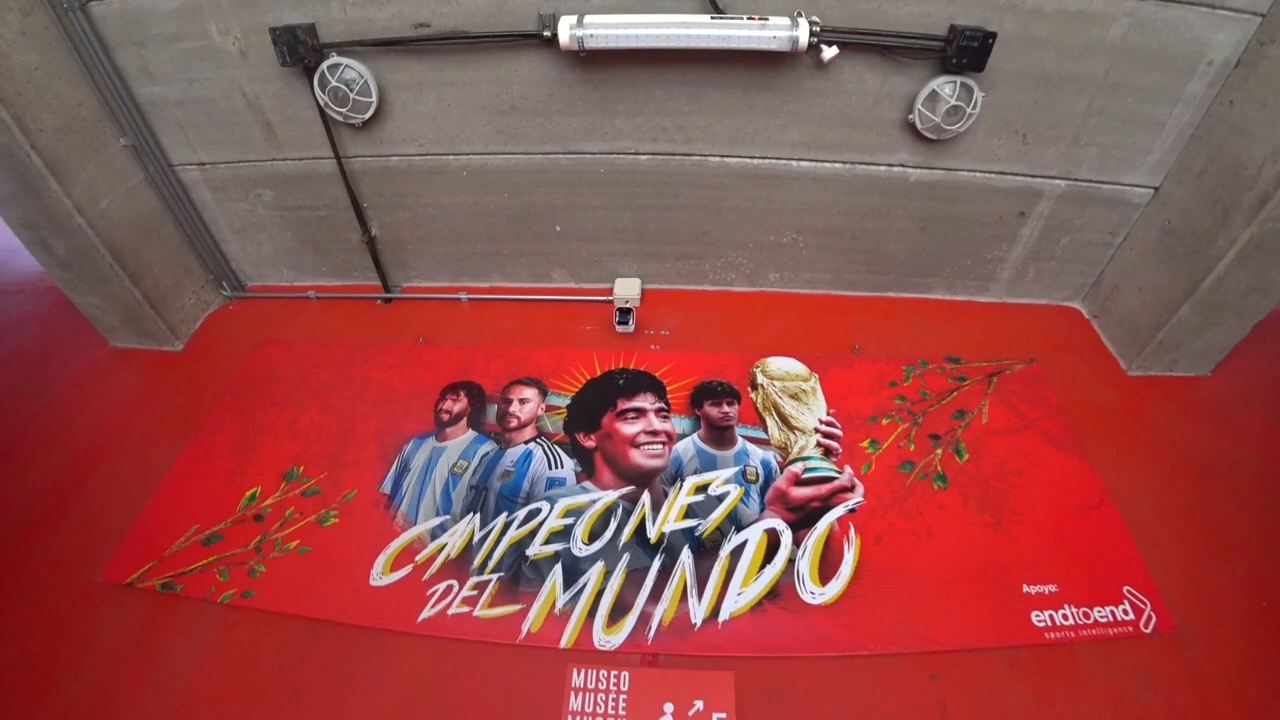 CAMPEONES
DEL MUNDO
Apoyo:
endtoend
sports intelligence
MUSEO
MUSÉE